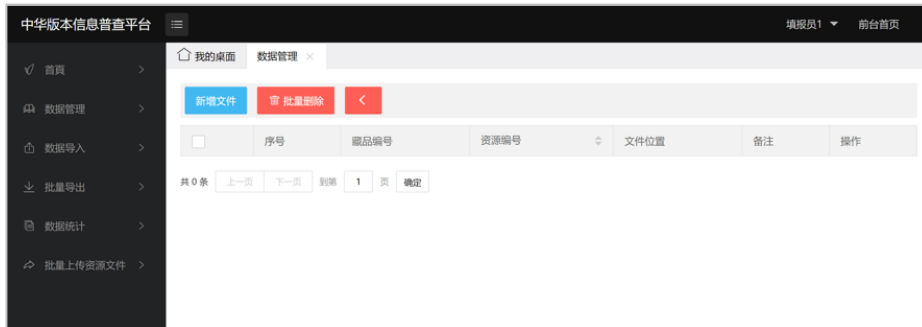 中华版本信息普查平台 填报员1 前台首页
我的桌面 数据管理 ×
首頁
数据管理
数据导入
批量导出
数据统计
批量上传资源文件
新增文件 批量删除
序号 藏品编号 资源编号 文件位置 备注 操作
共 0 条 上一页 下一页 到第 1 页 确定